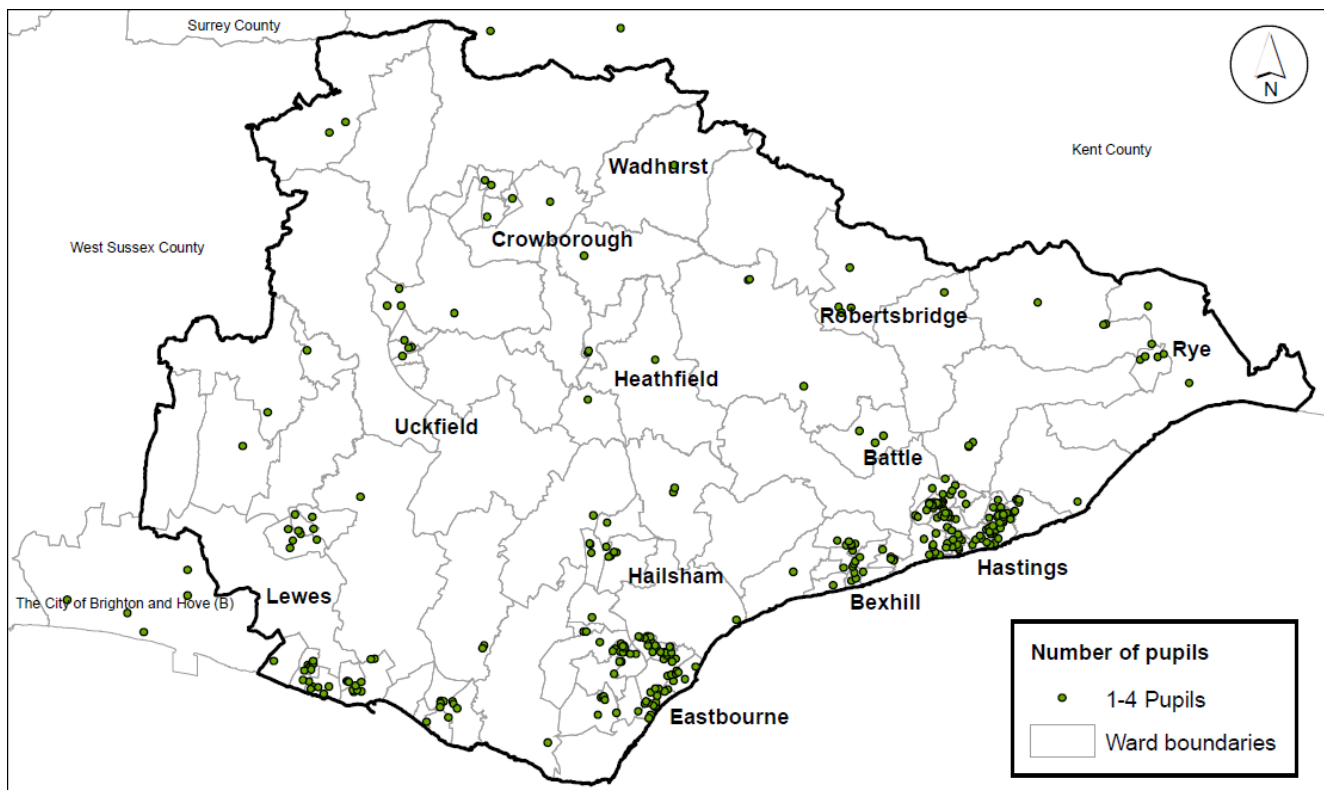 Surrey County
N
Wadhurst
Kent County
Crowborough
West Sussex County
Robertsbridge
Rye
Heathfield
Uckfield
Battle
Hastings
Hailsham
Lewes
The City of Brighton and Hove (B)
Bexhill
Eastbourne
Number of pupils
1-4 Pupils
Ward boundaries